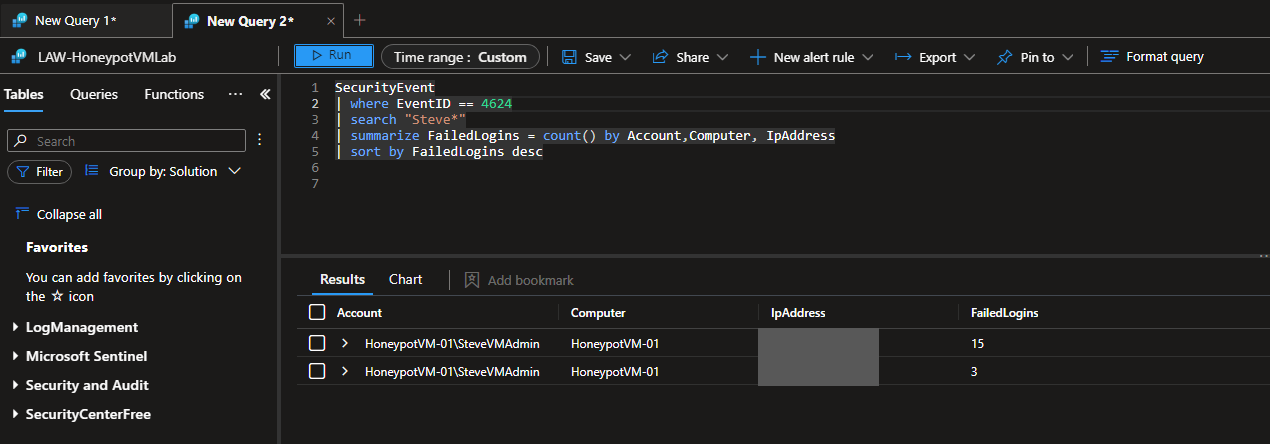 New Query 1*
New Query 2*
LAW-HoneypotVMLab
Run
Time range : Custom
Save
Share
New alert rule
Export
Pin to
Format query
Tables
Queries
Functions
Search
Filter
Group by: Solution
Collapse all
Favorites
You can add favorites by clicking on
the ☆ icon
LogManagement
Microsoft Sentinel
Security and Audit
SecurityCenterFree
1 SecurityEvent
2 | where EventID == 4624
3 | search "Steve*"
4 | summarize FailedLogins = count() by Account,Computer, IpAddress
5 | sort by FailedLogins desc
6
7
Results
Chart
Add bookmark
Account Computer IpAddress FailedLogins
HoneypotVM-01\SteveVMAdmin HoneypotVM-01 15
HoneypotVM-01\SteveVMAdmin HoneypotVM-01 3